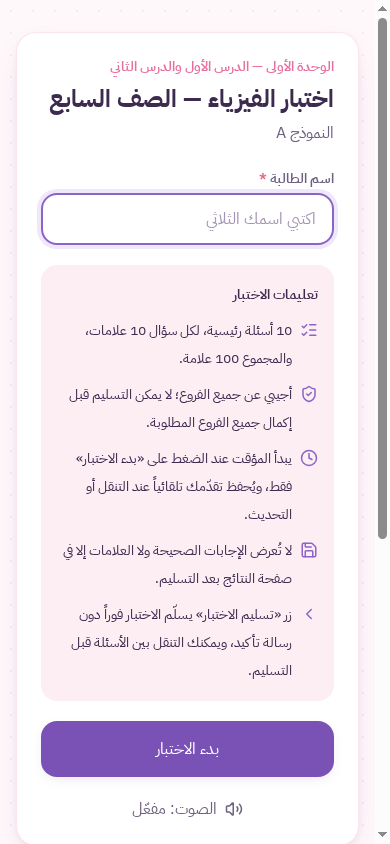 الوحدة الأولى — الدرس الأول والدرس الثاني
اختبار الفيزياء — الصف السابع
النموذج A
اسم الطالبة *
اكتبي اسمك الثلاثي
تعليمات الاختبار
10 أسئلة رئيسية، لكل سؤال 10 علامات،
والمجموع 100 علامة.
أجيبي عن جميع الفروع؛ لا يمكن التسليم قبل
إكمال جميع الفروع المطلوبة.
يبدأ المؤقت عند الضغط على «بدء الاختبار»
فقط، ويُحفظ تقدّمك تلقائياً عند التنقل أو
التحديث.
لا تُعرض الإجابات الصحيحة ولا العلامات إلا في
صفحة النتائج بعد التسليم.
زر «تسليم الاختبار» يسلّم الاختبار فوراً دون
رسالة تأكيد، ويمكنك التنقل بين الأسئلة قبل
التسليم.
بدء الاختبار
الصوت: مفعّل